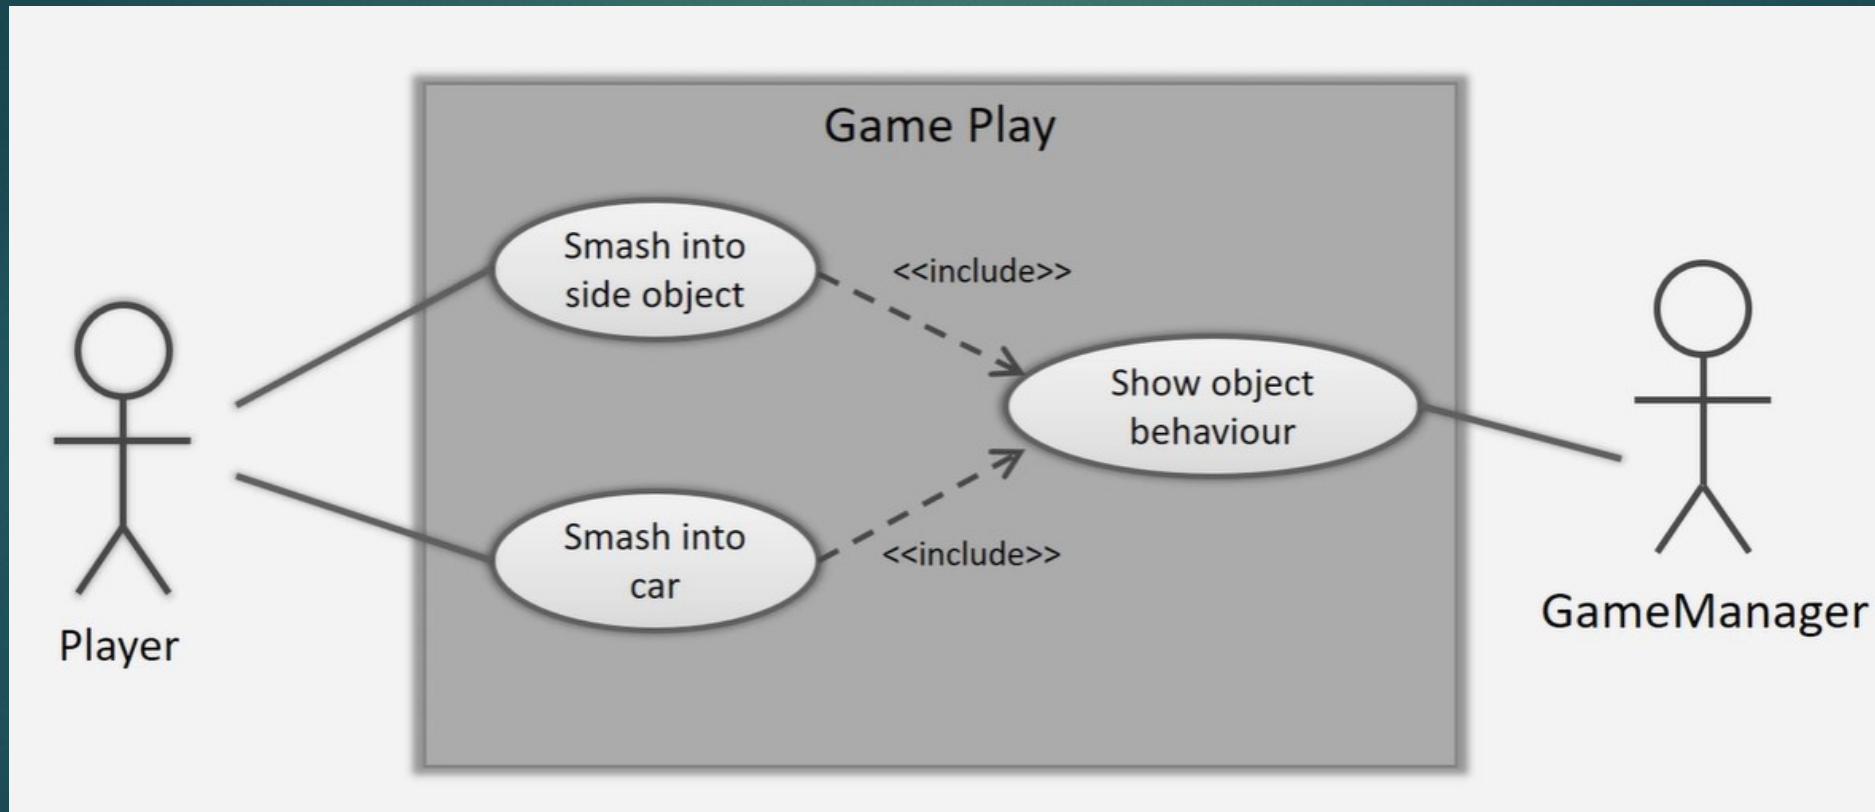 Game Play
Smash into
side object
<<include>>
Show object
behaviour
Smash into
car
<<include>>
Player
GameManager